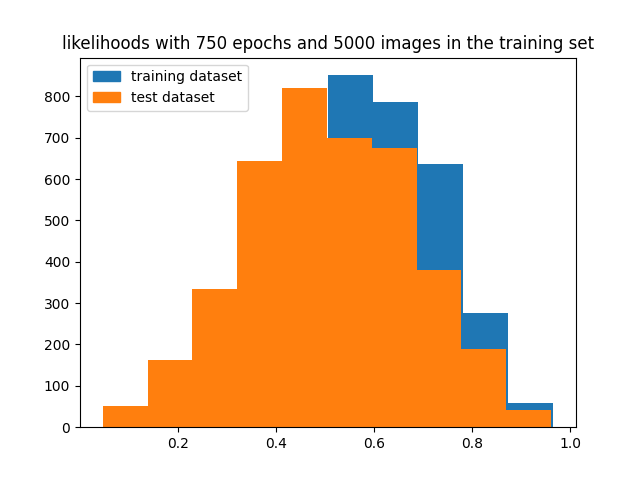 likelihoods with 750 epochs and 5000 images in the training set
training dataset
test dataset
800
700
600
500
400
300
200
100
0
0.2 0.4 0.6 0.8 1.0